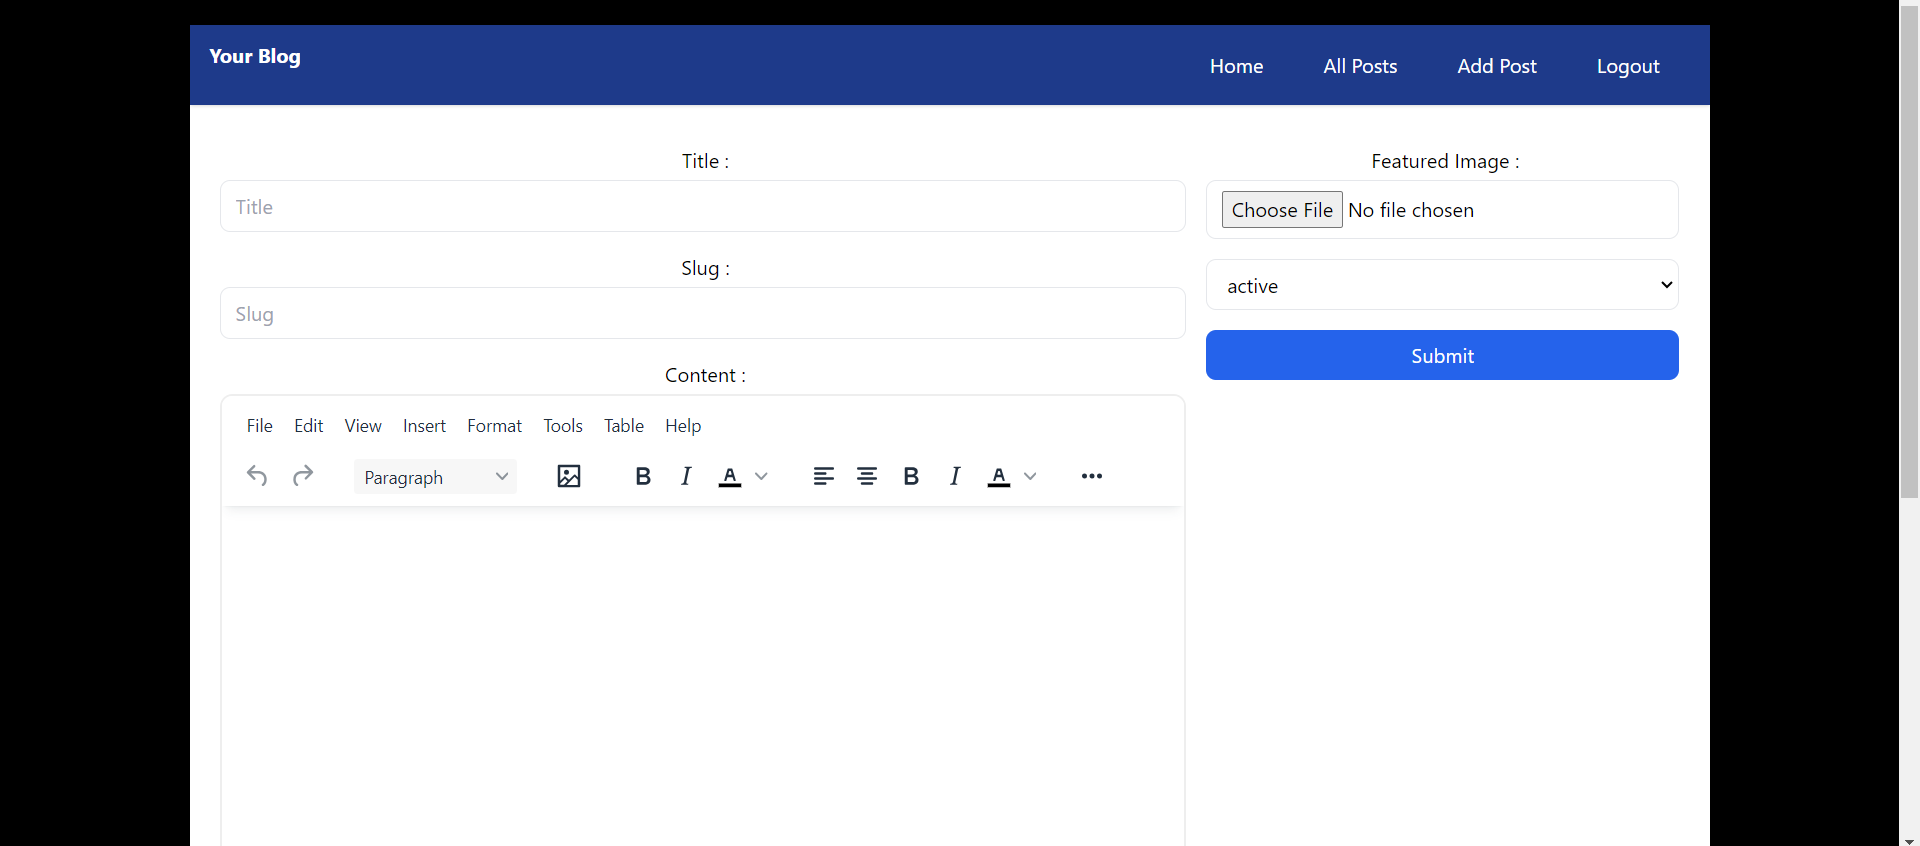 Your Blog
Home All Posts Add Post Logout
Title :
Title
Slug :
Slug
Content :
File Edit View Insert Format Tools Table Help
Paragraph B I A B I A
Featured Image :
Choose File No file chosen
active
Submit